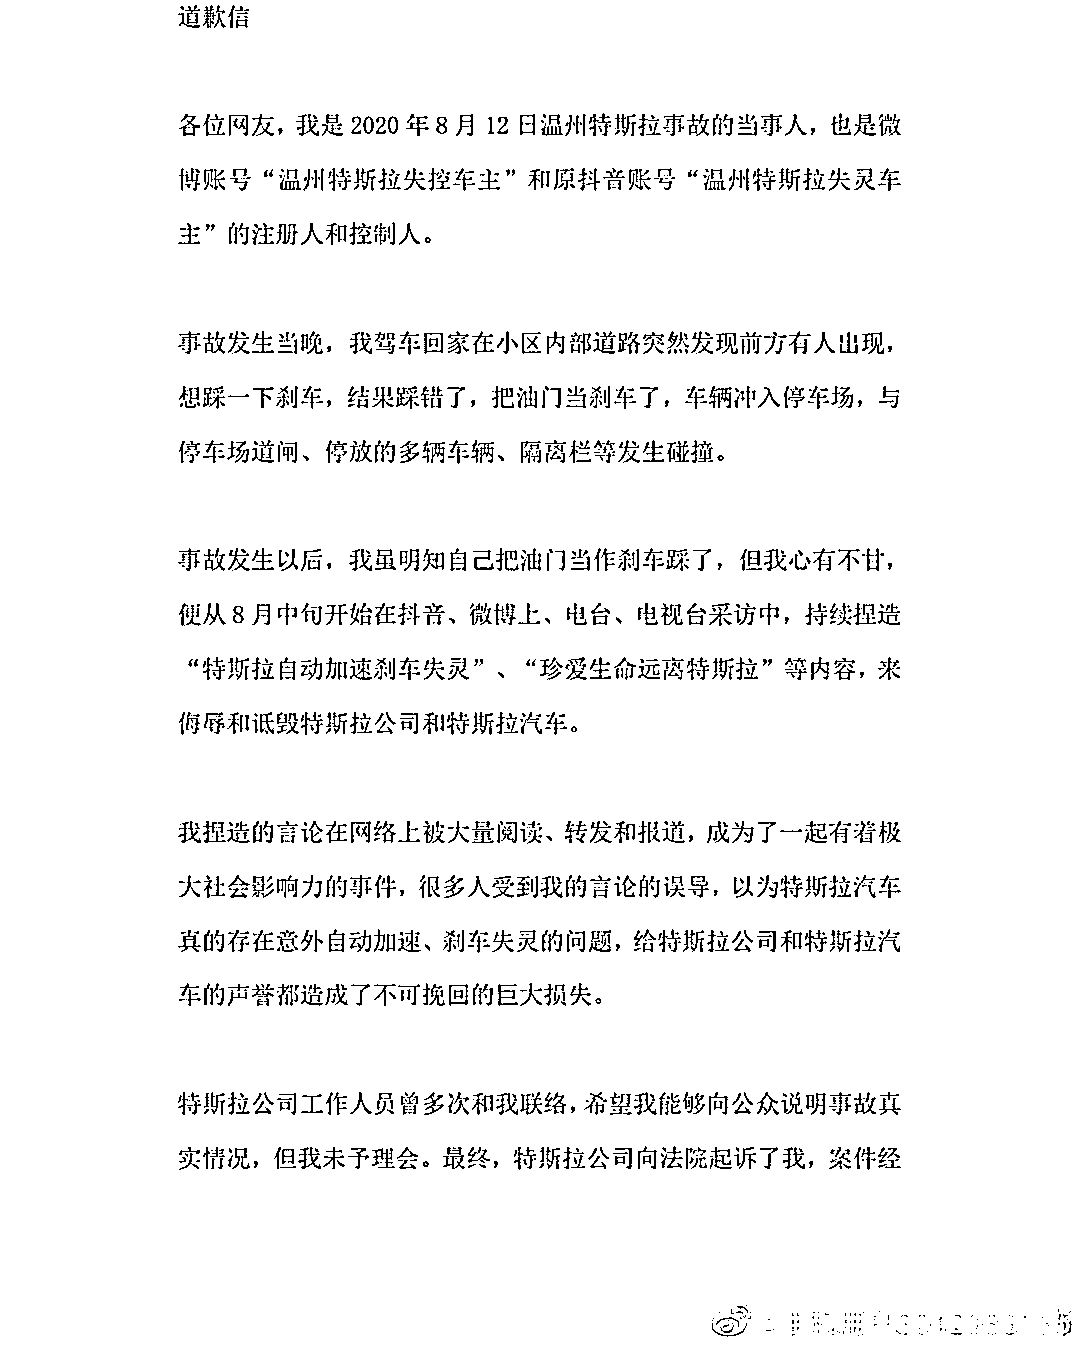 道歉信
各位网友，我是 2020 年 8 月 12 日温州特斯拉事故的当事人，也是微
博账号“温州特斯拉失控车主”和原抖音账号“温州特斯拉失灵车
主”的注册人和控制人。
事故发生当晚，我驾车回家在小区内部道路突然发现前方有人出现，
想踩一下刹车，结果踩错了，把油门当刹车了，车辆冲入停车场，与
停车场道闸、停放的多辆车辆、隔离栏等发生碰撞。
事故发生以后，我虽明知自己把油门当作刹车踩了，但我心有不甘，
便从 8 月中旬开始在抖音、微博上、电台、电视台采访中，持续捏造
“特斯拉自动加速刹车失灵”、“珍爱生命远离特斯拉”等内容，来
侮辱和诋毁特斯拉公司和特斯拉汽车。
我捏造的言论在网络上被大量阅读、转发和报道，成为了一起有着极
大社会影响力的事件，很多人受到我的言论的误导，以为特斯拉汽车
真的存在意外自动加速、刹车失灵的问题，给特斯拉公司和特斯拉汽
车的声誉都造成了不可挽回的巨大损失。
特斯拉公司工作人员曾多次和我联络，希望我能够向公众说明事故真
实情况，但我未予理会。最终，特斯拉公司向法院起诉了我，案件经